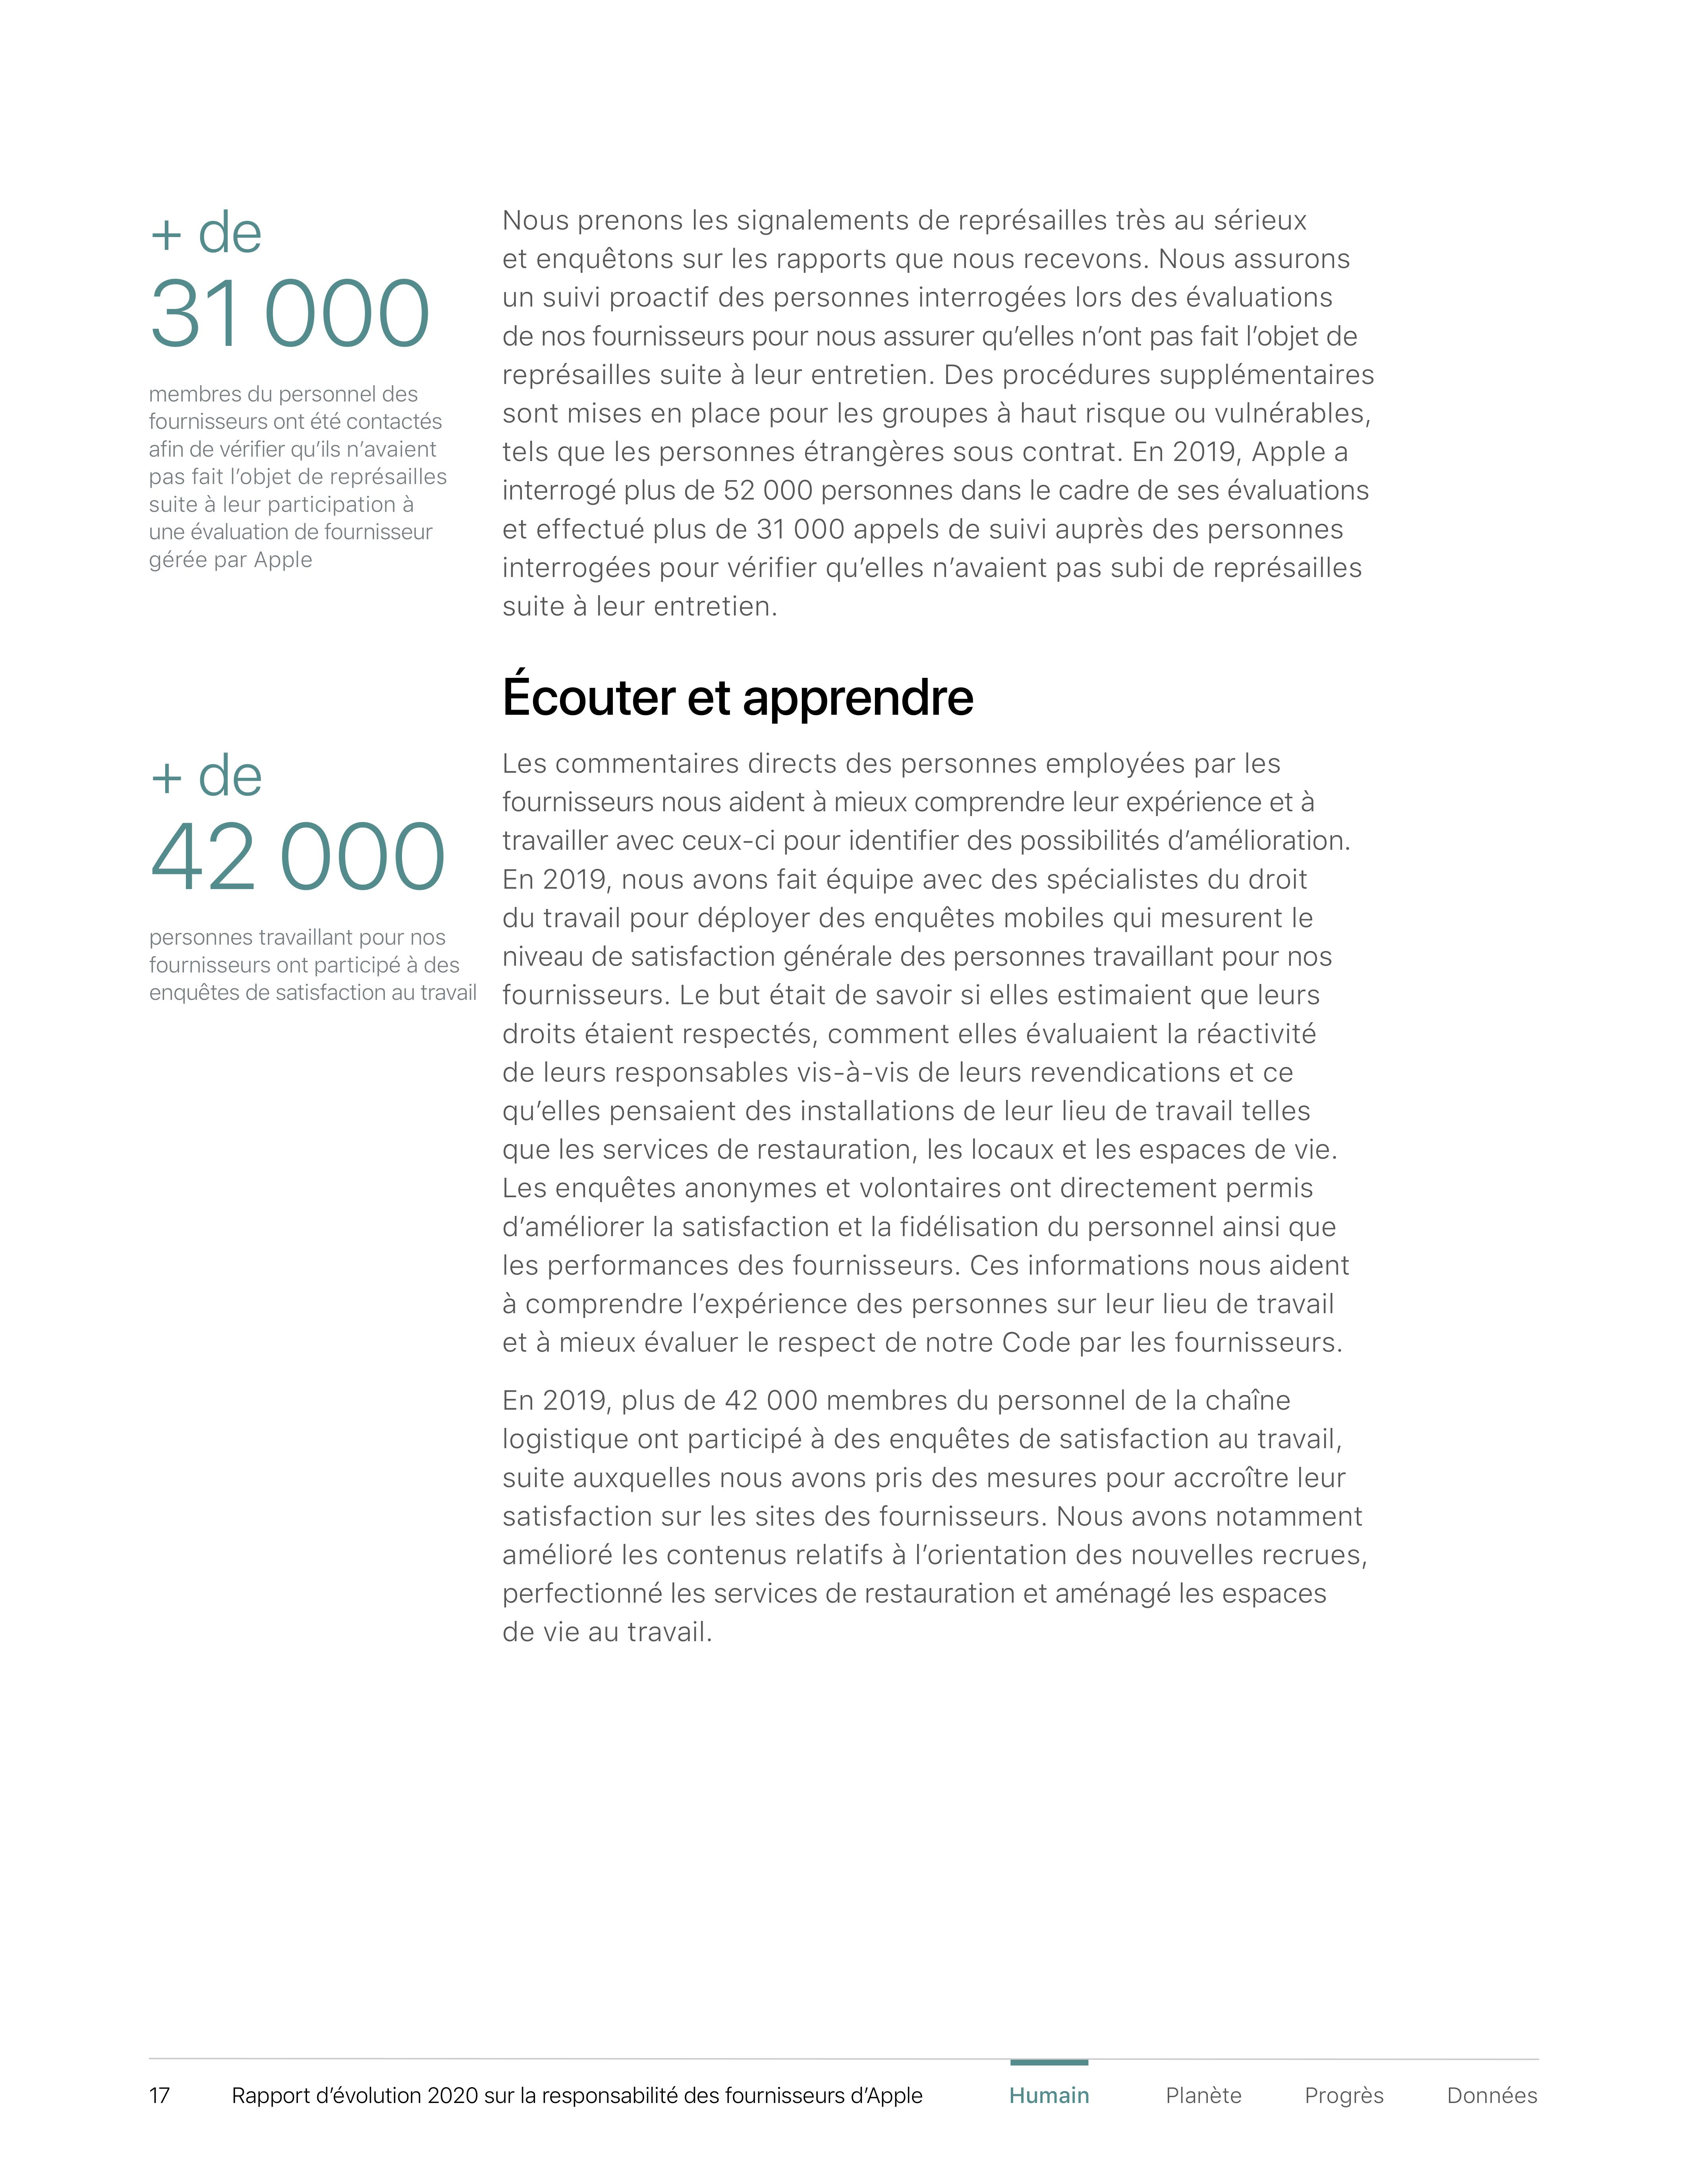 + de
31 000
membres du personnel des
fournisseurs ont été contactés
afin de vérifier qu’ils n’avaient
pas fait l’objet de représailles
suite à leur participation à
une évaluation de fournisseur
gérée par Apple
Nous prenons les signalements de représailles très au sérieux
et enquêtons sur les rapports que nous recevons. Nous assurons
un suivi proactif des personnes interrogées lors des évaluations
de nos fournisseurs pour nous assurer qu’elles n’ont pas fait l’objet de
représailles suite à leur entretien. Des procédures supplémentaires
sont mises en place pour les groupes à haut risque ou vulnérables,
tels que les personnes étrangères sous contrat. En 2019, Apple a
interrogé plus de 52 000 personnes dans le cadre de ses évaluations
et effectué plus de 31 000 appels de suivi auprès des personnes
interrogées pour vérifier qu’elles n’avaient pas subi de représailles
suite à leur entretien.
Écouter et apprendre
+ de
42 000
personnes travaillant pour nos
fournisseurs ont participé à des
enquêtes de satisfaction au travail
Les commentaires directs des personnes employées par les
fournisseurs nous aident à mieux comprendre leur expérience et à
travailler avec ceux-ci pour identifier des possibilités d’amélioration.
En 2019, nous avons fait équipe avec des spécialistes du droit
du travail pour déployer des enquêtes mobiles qui mesurent le
niveau de satisfaction générale des personnes travaillant pour nos
fournisseurs. Le but était de savoir si elles estimaient que leurs
droits étaient respectés, comment elles évaluaient la réactivité
de leurs responsables vis-à-vis de leurs revendications et ce
qu’elles pensaient des installations de leur lieu de travail telles
que les services de restauration, les locaux et les espaces de vie.
Les enquêtes anonymes et volontaires ont directement permis
d’améliorer la satisfaction et la fidélisation du personnel ainsi que
les performances des fournisseurs. Ces informations nous aident
à comprendre l’expérience des personnes sur leur lieu de travail
et à mieux évaluer le respect de notre Code par les fournisseurs.
En 2019, plus de 42 000 membres du personnel de la chaîne
logistique ont participé à des enquêtes de satisfaction au travail,
suite auxquelles nous avons pris des mesures pour accroître leur
satisfaction sur les sites des fournisseurs. Nous avons notamment
amélioré les contenus relatifs à l’orientation des nouvelles recrues,
perfectionné les services de restauration et aménagé les espaces
de vie au travail.
17 Rapport d’évolution 2020 sur la responsabilité des fournisseurs d’Apple Humain Planète Progrès Données